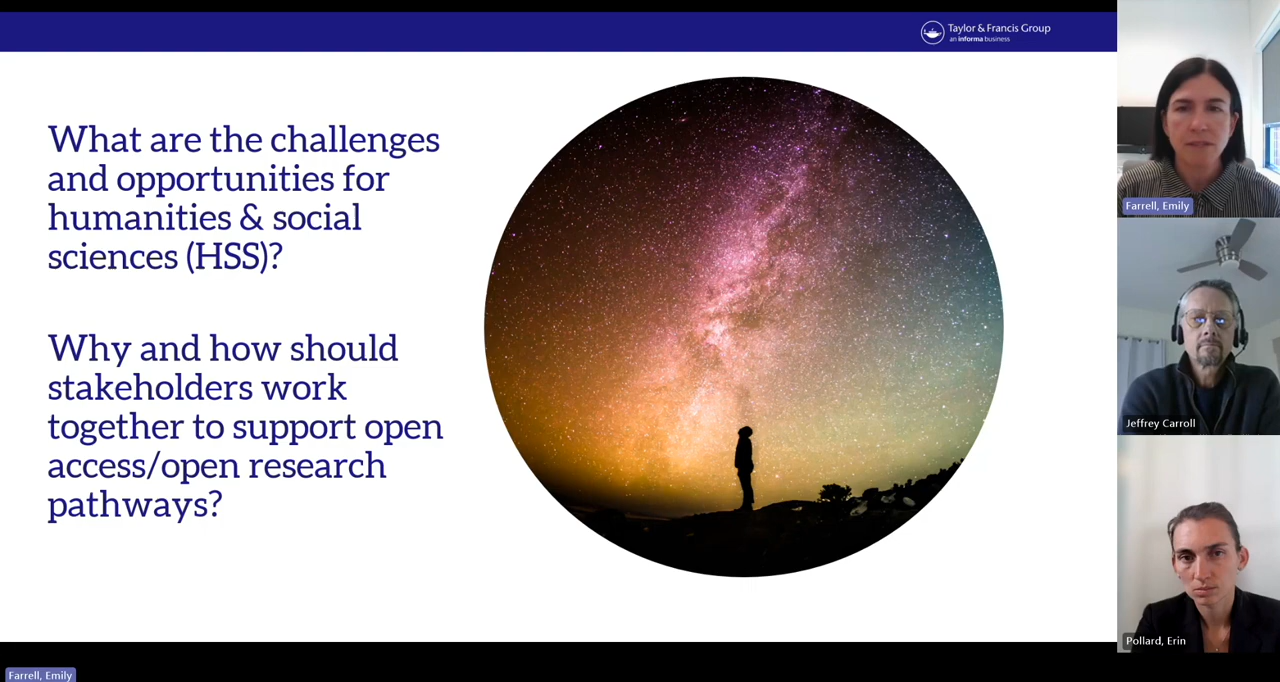 Taylor & Francis Group
an informa business
What are the challenges
and opportunities for
humanities & social
sciences (HSS)?
Why and how should
stakeholders work
together to support open
access/open research
pathways?
Farrell, Emily
Jeffrey Carroll
Pollard, Erin
Farrell, Emily